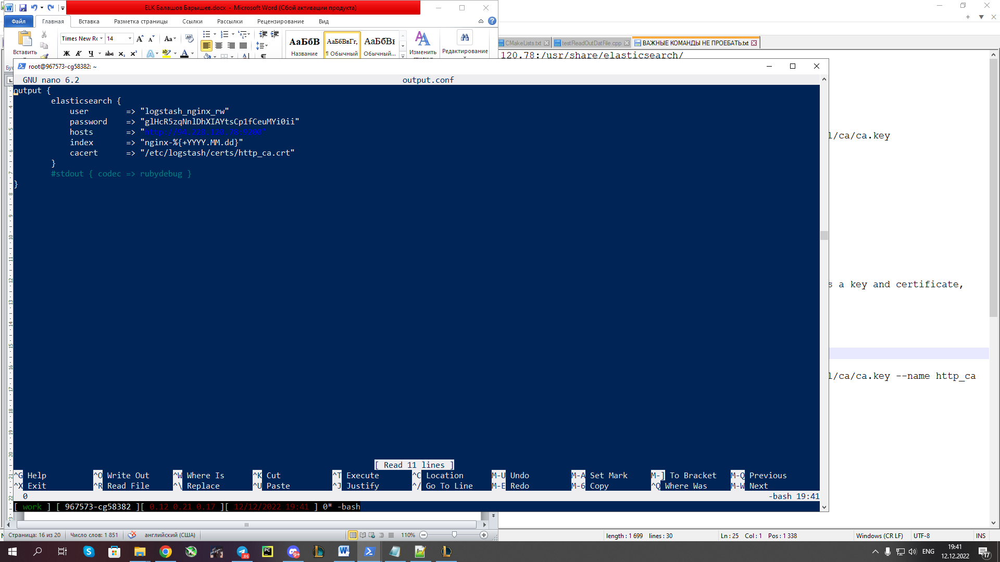 ELK Балашов Барышев.docx - Microsoft Word (Сбой активации продукта)
Файл Главная Вставка Разметка страницы Ссылки Рассылки Рецензирование Вид
Times New Ro 14
Вставить
АаБбВ АаБбВвГг, АаБбВв
Название ¶ Обычный Обычный...
Изменить
Редактирование
CMakeLists.txt testReadOutDatFile.cpp ВАЖНЫЕ КОМАНДЫ НЕ ПРОЕБАТЬ.txt
120.78:/usr/share/elasticsearch/
root@967573-cg58382: ~
GNU nano 6.2 output.conf
output {
elasticsearch {
user => "logstash_nginx_rw"
password => "glHcR5zqNnlDhXIAYtsCp1fCeuMYi0ii"
hosts => "http://94.228.120.78:9200"
index => "nginx-%{+YYYY.MM.dd}"
cacert => "/etc/logstash/certs/http_ca.crt"
}
#stdout { codec => rubydebug }
}
l/ca/ca.key
s a key and certificate,
l/ca/ca.key --name http_ca
[ Read 11 lines ]
^G Help ^O Write Out ^W Where Is ^K Cut ^T Execute ^C Location M-U Undo M-A Set Mark M-] To Bracket M-Q Previous
^X Exit ^R Read File ^\ Replace ^U Paste ^J Justify ^/ Go To Line M-E Redo M-6 Copy ^Q Where Was M-W Next
0 -bash 19:41
[ work ] [ 967573-cg58382 ][ 0.12 0.21 0.17 ][ 12/12/2022 19:41 ] 0* -bash
Страница: 16 из 20 Число слов: 1 851 английский (США) 110%
length : 1 699 lines : 30 Ln : 25 Col : 1 Pos : 1 338 Windows (CR LF) UTF-8 INS
ENG
19:41
12.12.2022
17